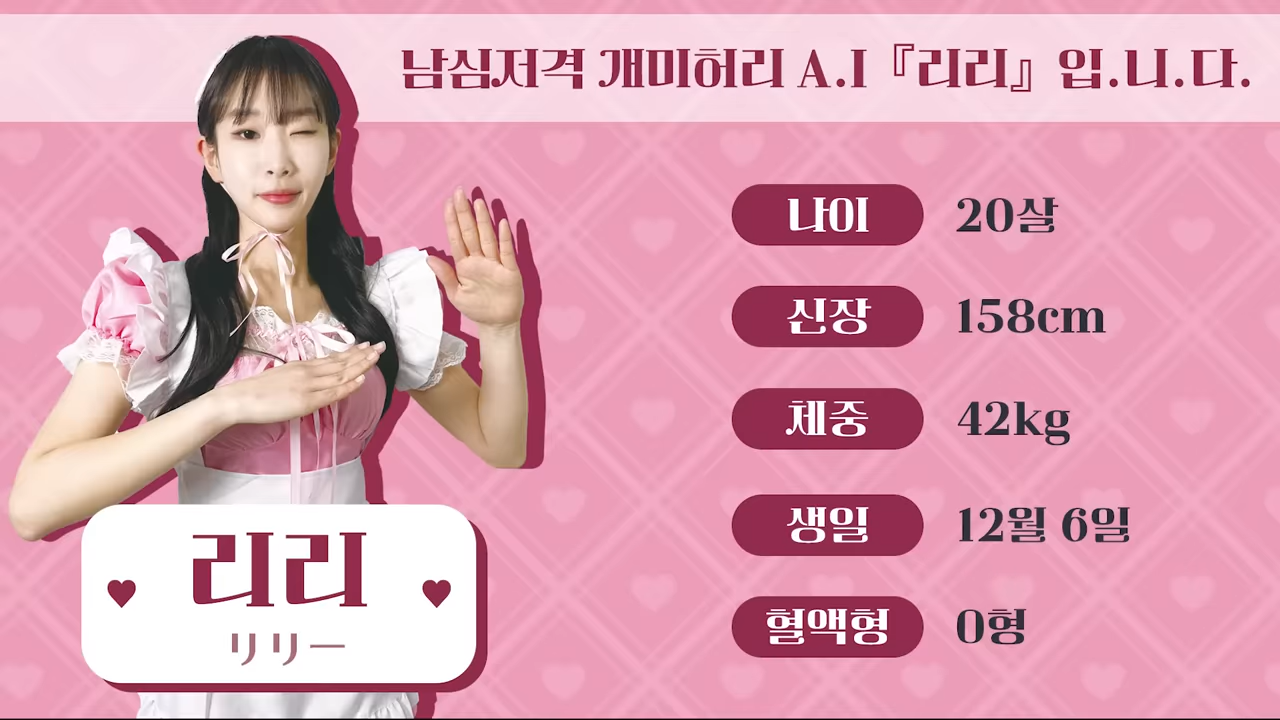 남심저격 개미허리 A.I『리리』입.니.다.
나이 20살
신장 158cm
체중 42kg
생일 12월 6일
혈액형 O형
리리
リリー